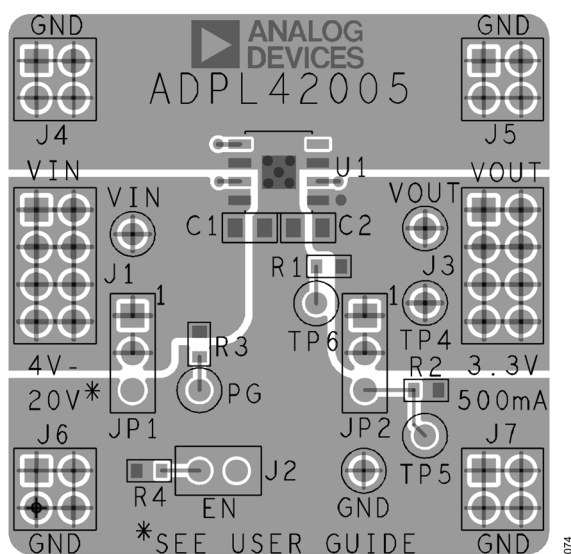 GND
ANALOG
DEVICES
GND
ADPL42005
J4
J5
VIN
U1
VOUT
VIN
VOUT
C1
C2
J1
R1
J3
1
1
TP6
TP4
R3
R2
4V-
3.3V
20V*
PG
500mA
JP1
JP2
J6
J7
J2
TP5
R4
EN
GND
*SEE USER GUIDE
GND
GND
074